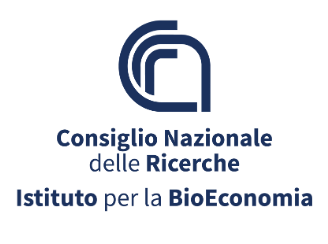 Consiglio Nazionale
delle Ricerche
Istituto per la BioEconomia